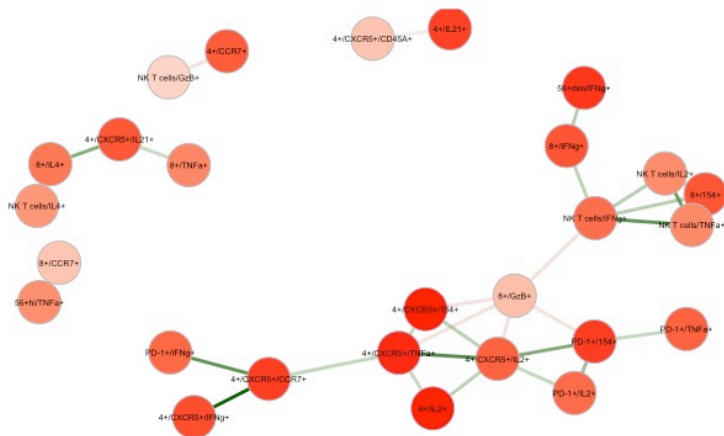 4+/CXCR5+/CD45A+
4+/IL21+
4+/CCR7+
NK T cells/GzB+
56+dim/IFNg+
4+/CXCR5+/IL21+
8+/IFNg+
8+/IL4+
8+/TNFa+
NK T cells/IL2+
8+/154+
NK T cells/IL4+
NK T cells/IFNg+
NK T cells/TNFa+
8+/CCR7+
8+/GzB+
56+hi/TNFa+
4+/CXCR5+/154+
PD-1+/TNFa+
PD-1+/154+
PD-1+/IFNg+
4+/CXCR5+/TNFa+
4+/CXCR5+/IL2+
4+/CXCR5+/CCR7+
PD-1+/IL2+
4+/IL2+
4+/CXCR5+/IFNg+